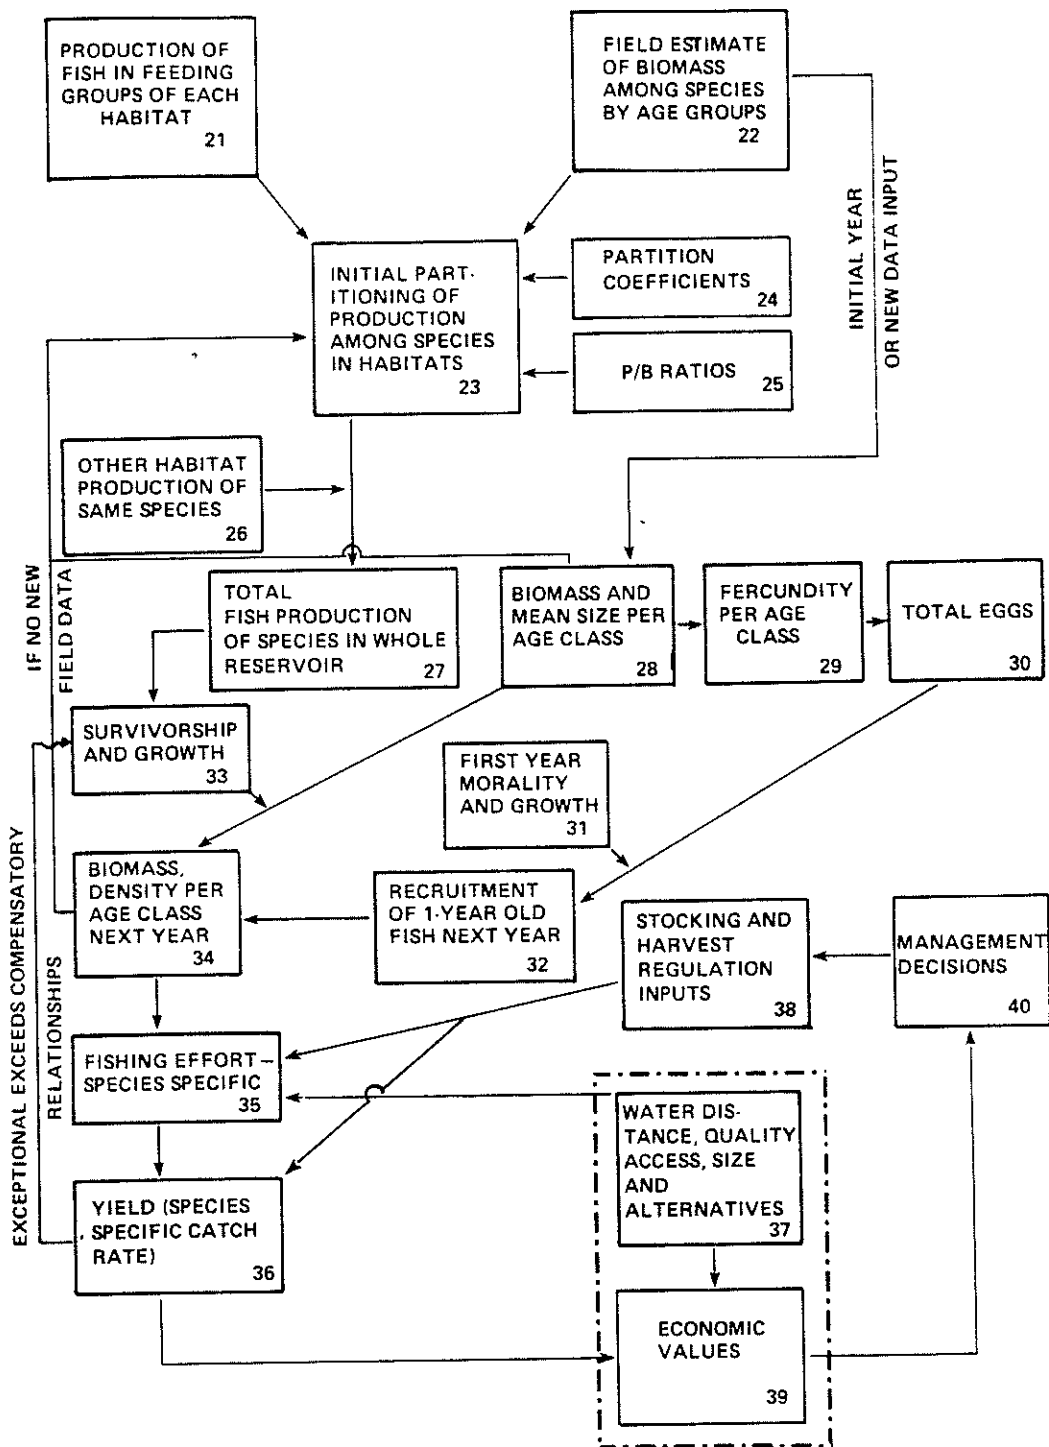 PRODUCTION OF
FISH IN FEEDING
GROUPS OF EACH
HABITAT
21
FIELD ESTIMATE
OF BIOMASS
AMONG SPECIES
BY AGE GROUPS
22
INITIAL YEAR
OR NEW DATA INPUT
INITIAL PART-
ITIONING OF
PRODUCTION
AMONG SPECIES
IN HABITATS
23
PARTITION
COEFFICIENTS
24
P/B RATIOS
25
OTHER HABITAT
PRODUCTION OF
SAME SPECIES
26
IF NO NEW
FIELD DATA
TOTAL
FISH PRODUCTION
OF SPECIES IN WHOLE
RESERVOIR
27
BIOMASS AND
MEAN SIZE PER
AGE CLASS
28
FERCUNDITY
PER AGE
CLASS
29
TOTAL EGGS
30
SURVIVORSHIP
AND GROWTH
33
FIRST YEAR
MORALITY
AND GROWTH
31
EXCEPTIONAL EXCEEDS COMPENSATORY
RELATIONSHIPS
BIOMASS,
DENSITY PER
AGE CLASS
NEXT YEAR
34
RECRUITMENT
OF 1-YEAR OLD
FISH NEXT YEAR
32
STOCKING AND
HARVEST
REGULATION
INPUTS
38
MANAGEMENT
DECISIONS
40
FISHING EFFORT—
SPECIES SPECIFIC
35
WATER DIS-
TANCE, QUALITY
ACCESS, SIZE
AND
ALTERNATIVES
37
YIELD (SPECIES
SPECIFIC CATCH
RATE)
36
ECONOMIC
VALUES
39